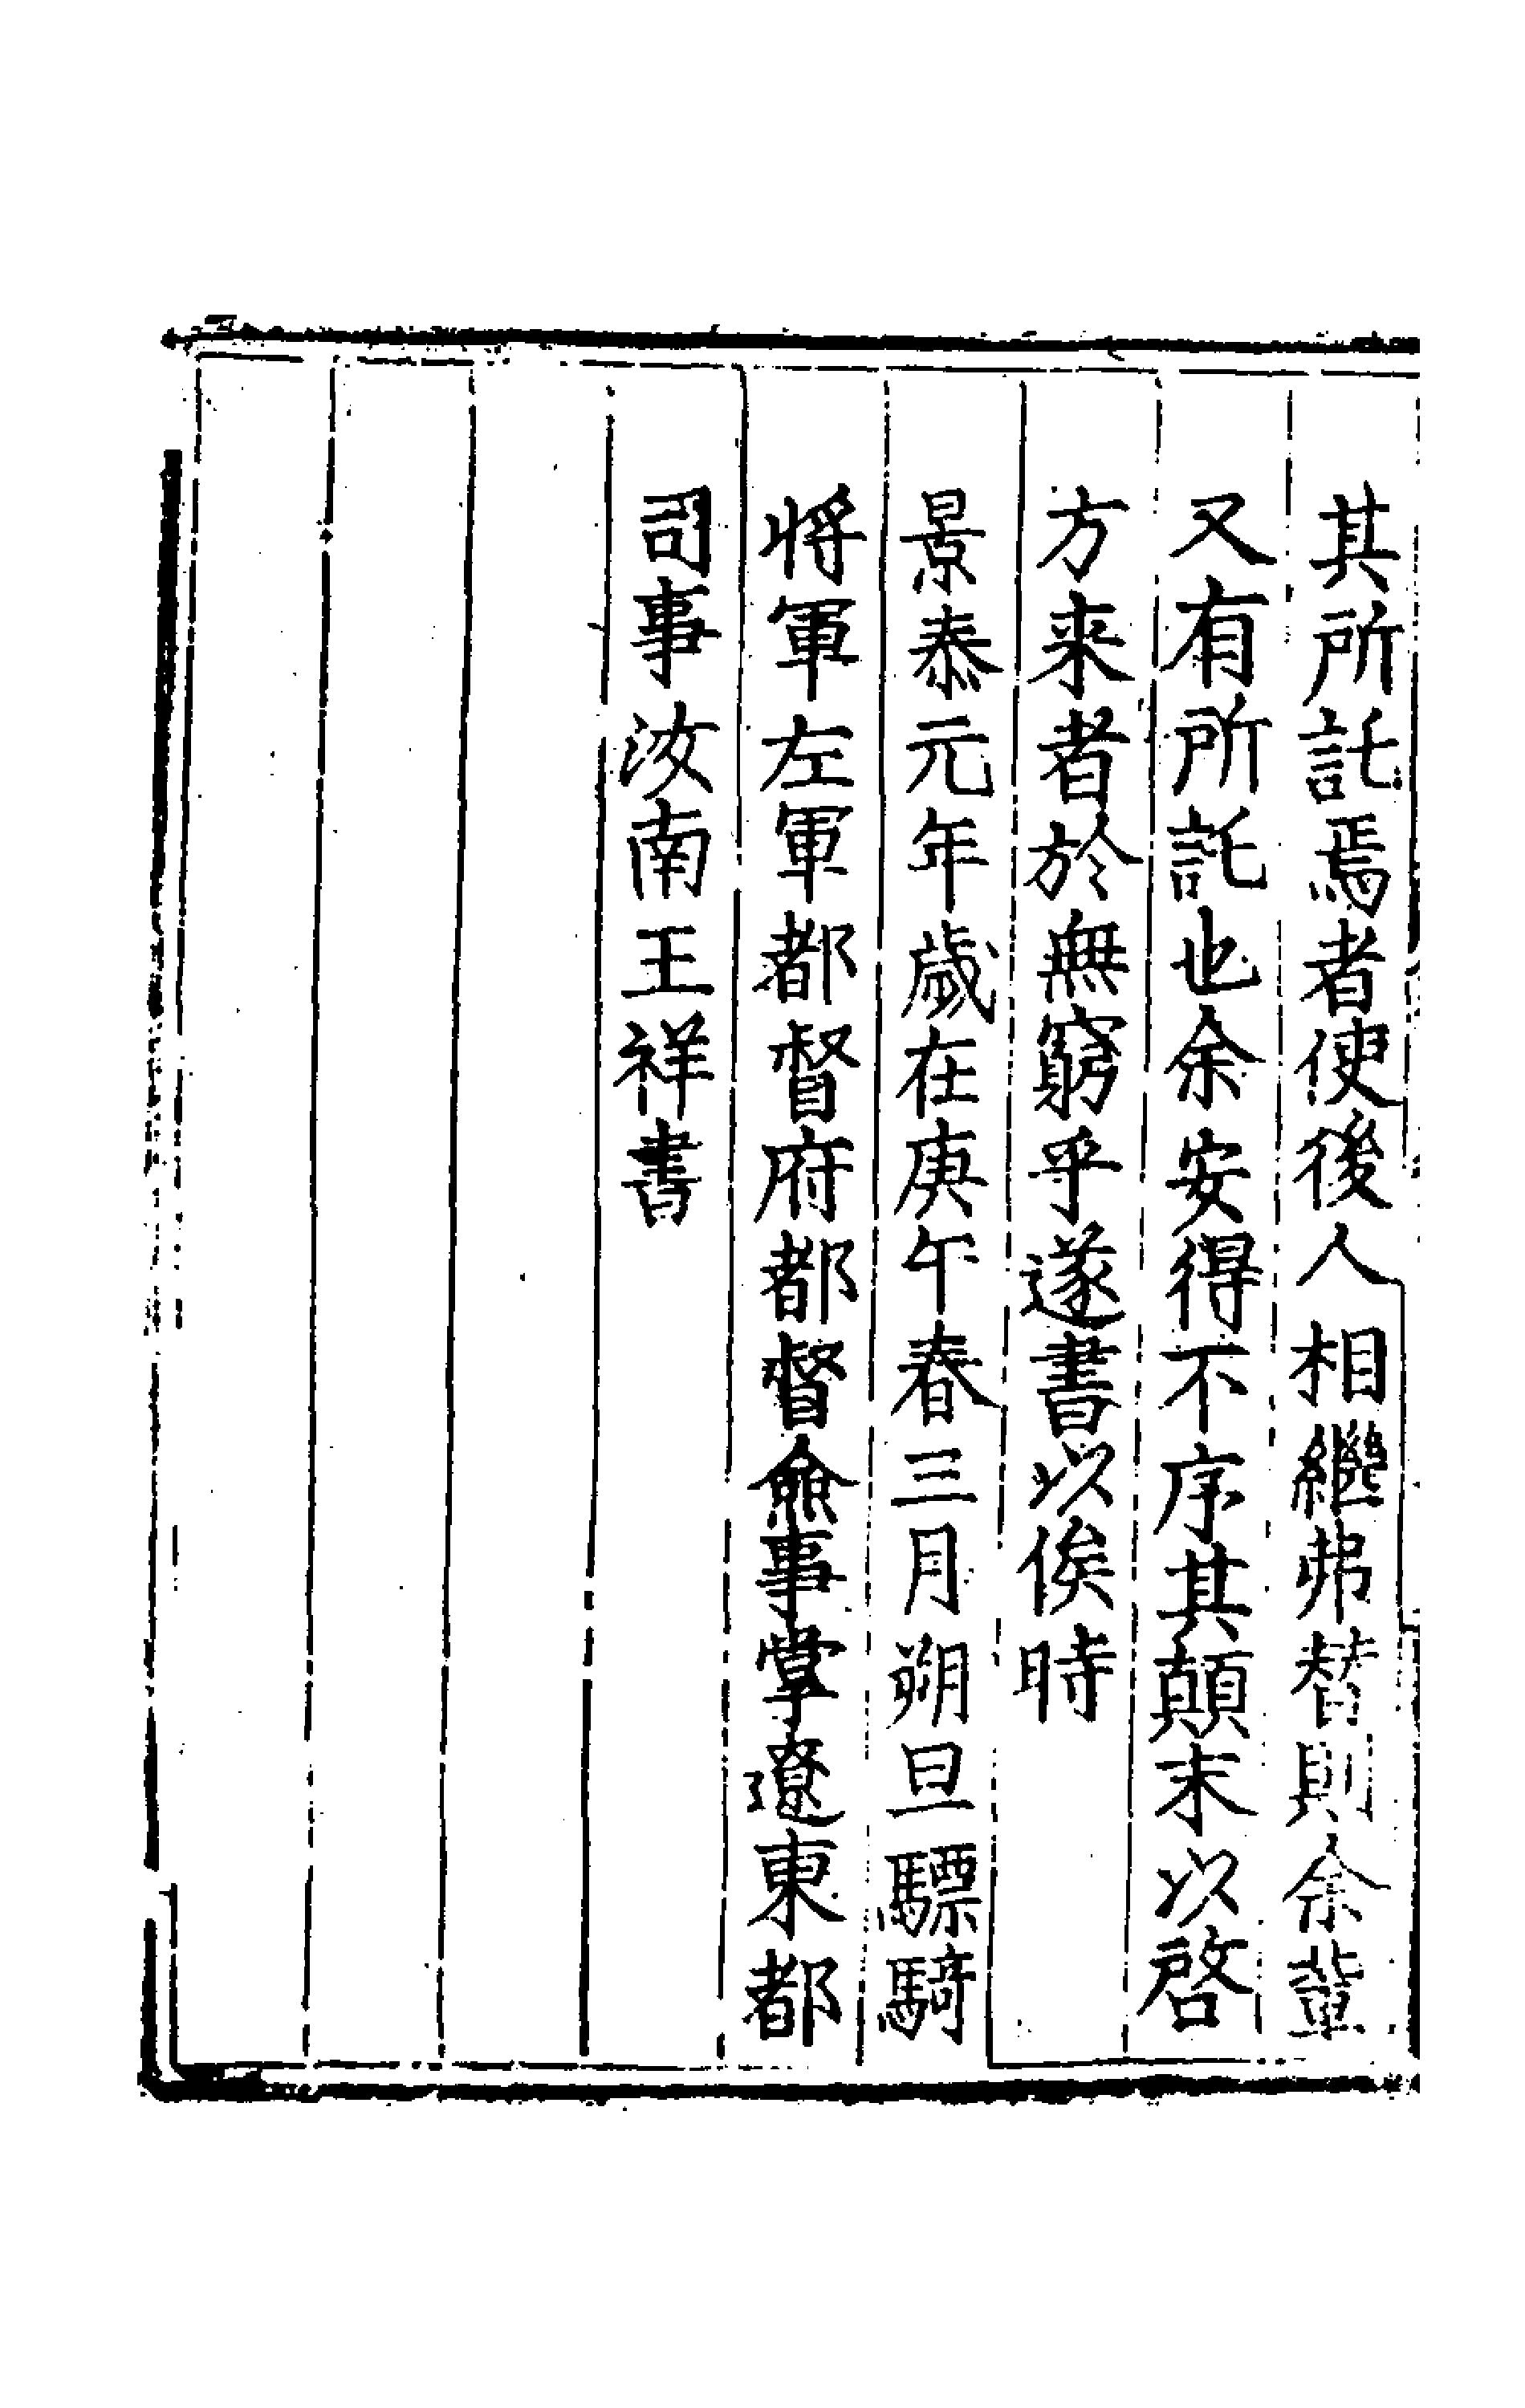 其所託焉者使後人相繼弗替則余輩
又有所託也余安得不序其顛末以啓
方来者於無窮乎遂書以俟時
景泰元年歲在庚午春三月朔旦驃騎
將軍左軍都督府都督僉事掌遼東都
司事汝南王祥書